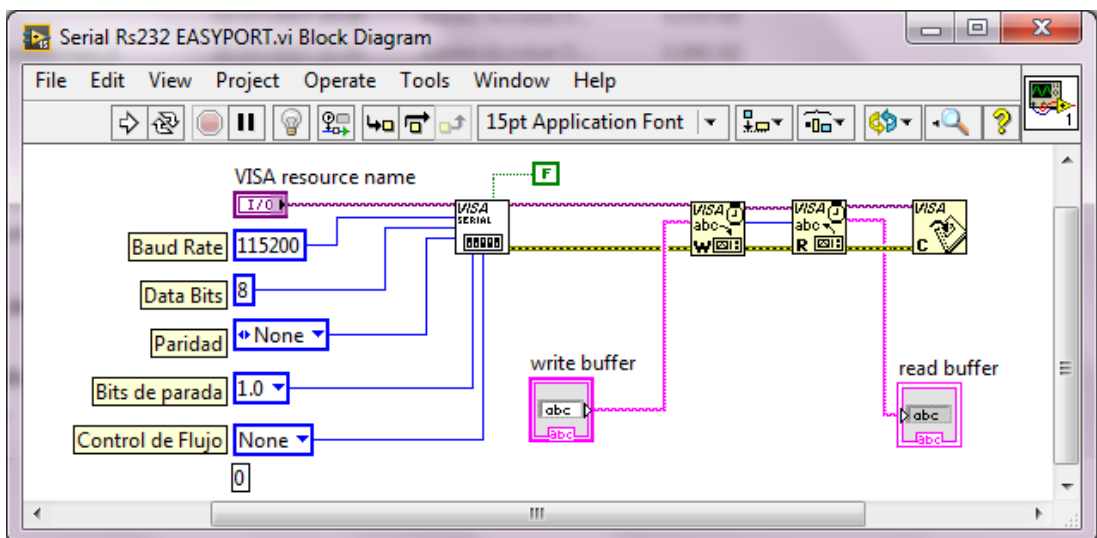 Serial Rs232 EASYPORT.vi Block Diagram
File Edit View Project Operate Tools Window Help
15pt Application Font
1
VISA resource name
F
I/O
VISA
SERIAL
VISA
abc
W
VISA
abc
R
VISA
C
Baud Rate 115200
Data Bits 8
Paridad None
write buffer
read buffer
Bits de parada 1.0
abc
abc
abc
abc
Control de Flujo None
0